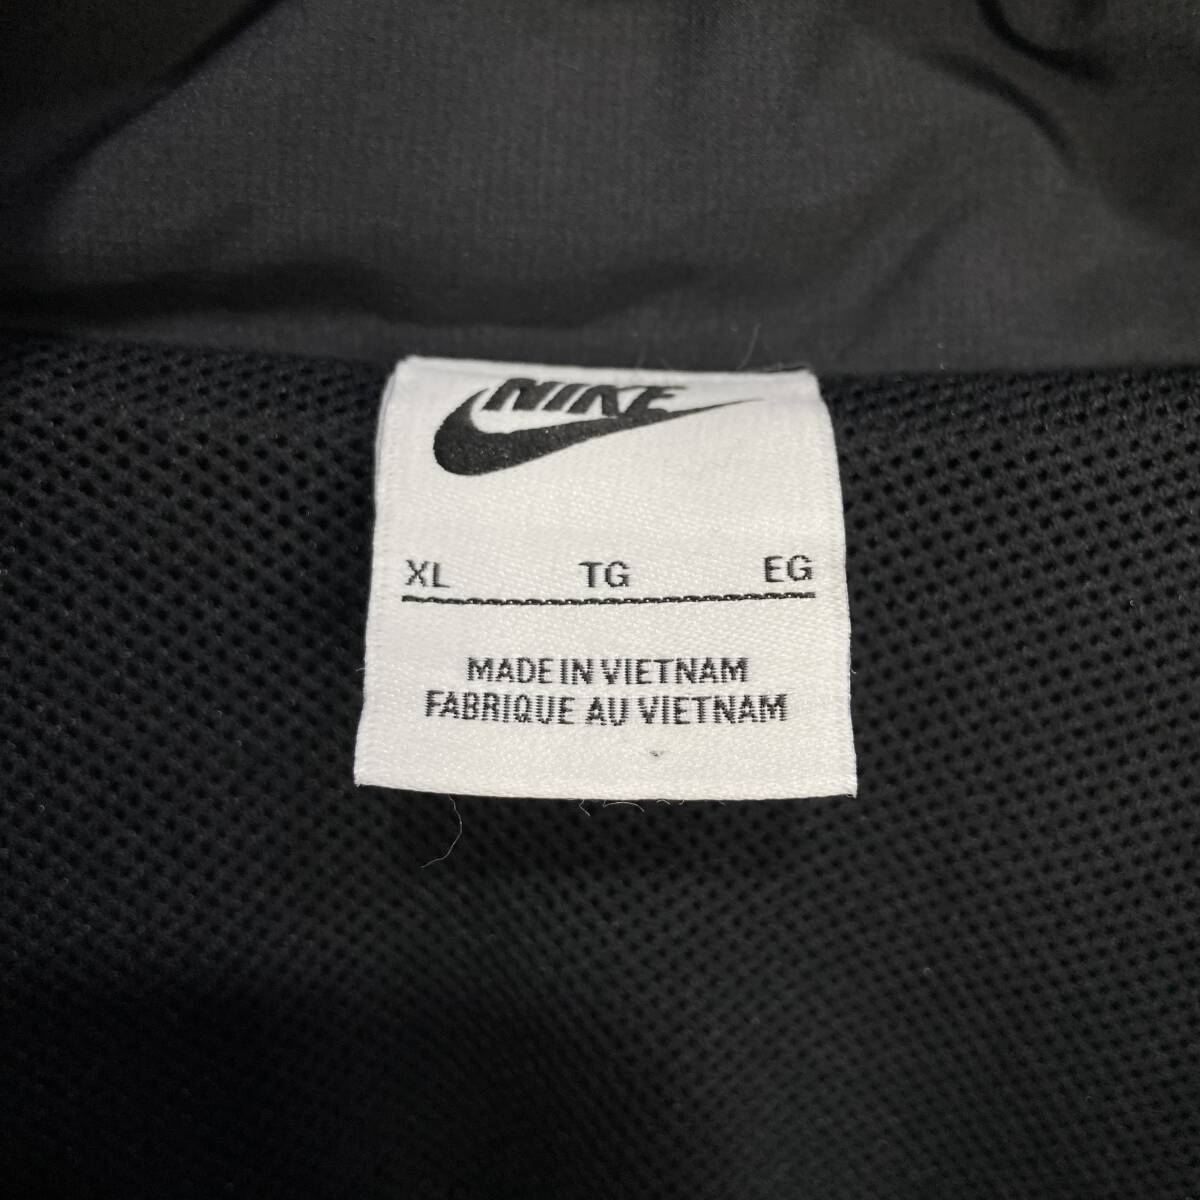 NIKE
XL TG EG
MADE IN VIETNAM
FABRIQUE AU VIETNAM